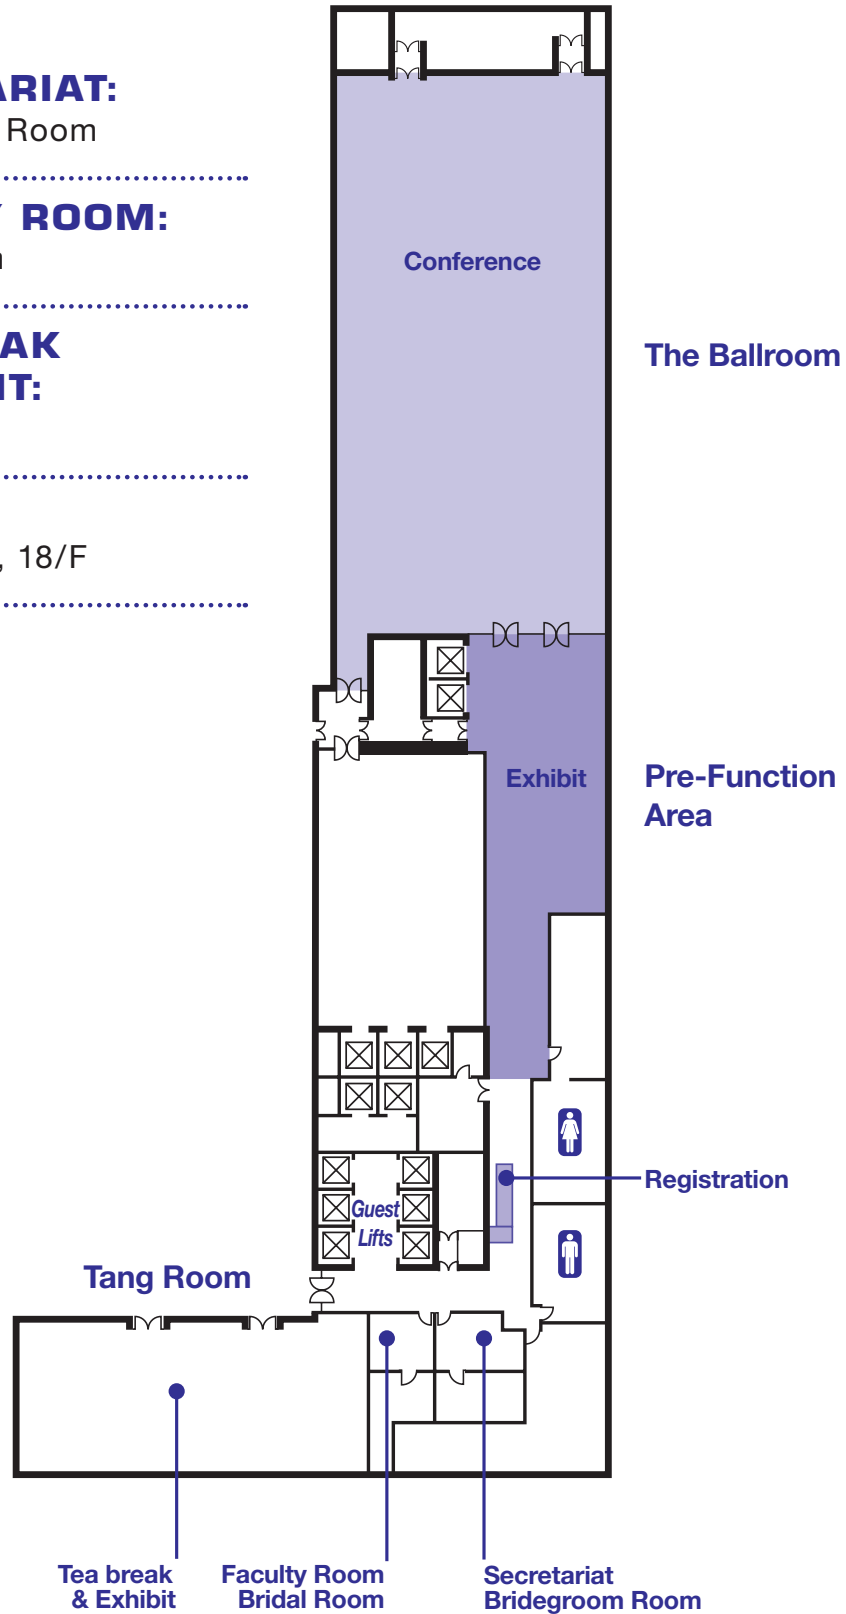 ARIAT:
Room
ROOM:
AK
IT:
, 18/F
Conference
The Ballroom
Exhibit
Pre-Function
Area
Registration
Guest
Lifts
Tang Room
Tea break
& Exhibit
Faculty Room
Bridal Room
Secretariat
Bridegroom Room